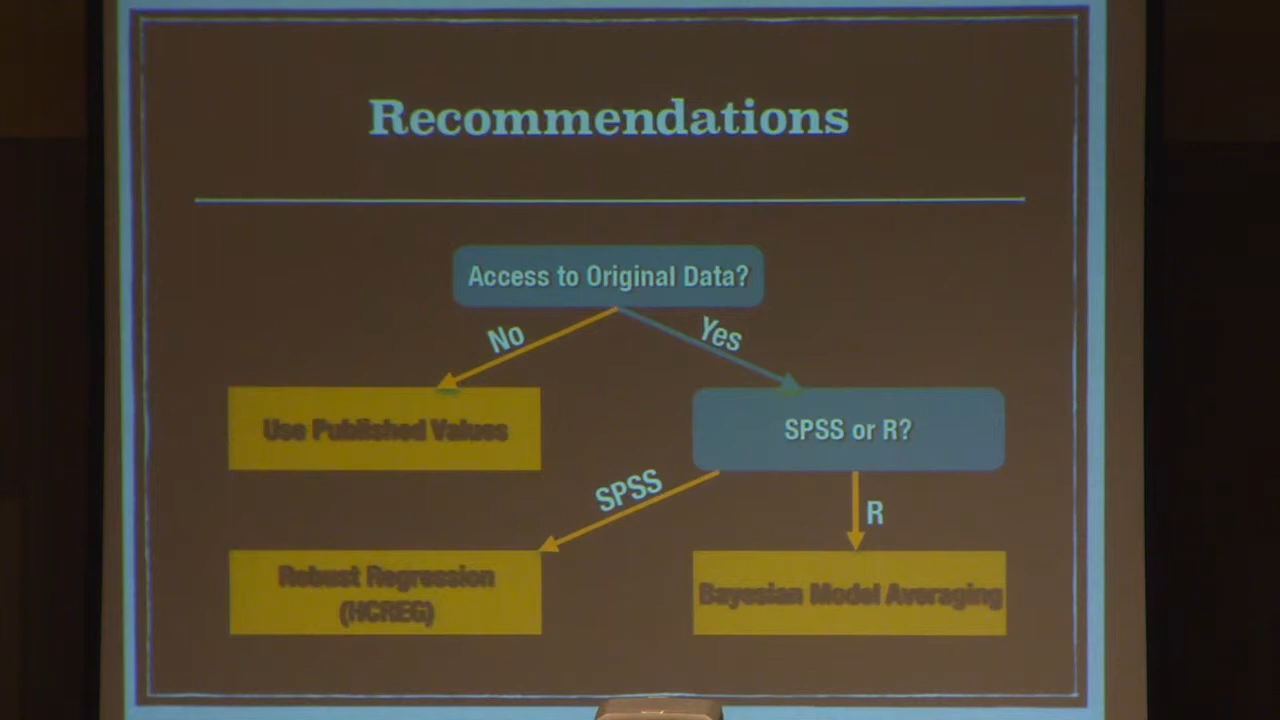 Recommendations
Access to Original Data?
No
Yes
Use Published Values
SPSS or R?
SPSS
R
Robust Regression
(HCREG)
Bayesian Model Averaging